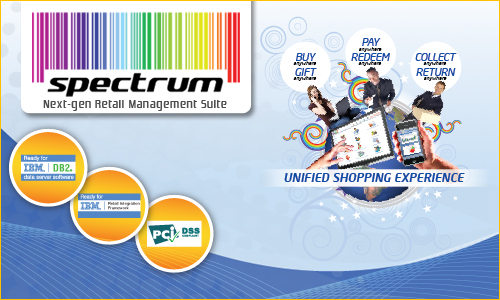 spectrum
Next-gen Retail Management Suite
BUY
anywhere
GIFT
anywhere
PAY
anywhere
REDEEM
anywhere
COLLECT
anywhere
RETURN
anywhere
UNIFIED SHOPPING EXPERIENCE
Ready for
IBM. DB2.
data server software
Ready for
IBM. Retail Integration
Framework
PCI DSS
COMPLIANT